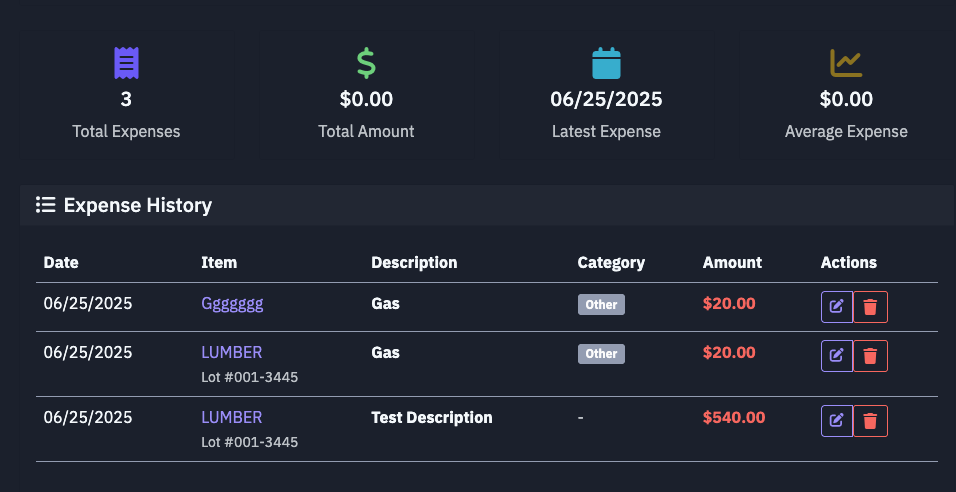 3 $0.00 06/25/2025 $0.00
Total Expenses Total Amount Latest Expense Average Expense
Expense History
Date Item Description Category Amount Actions
06/25/2025 Ggggggg Gas Other $20.00
06/25/2025 LUMBER Gas Other $20.00
Lot #001-3445
06/25/2025 LUMBER Test Description - $540.00
Lot #001-3445